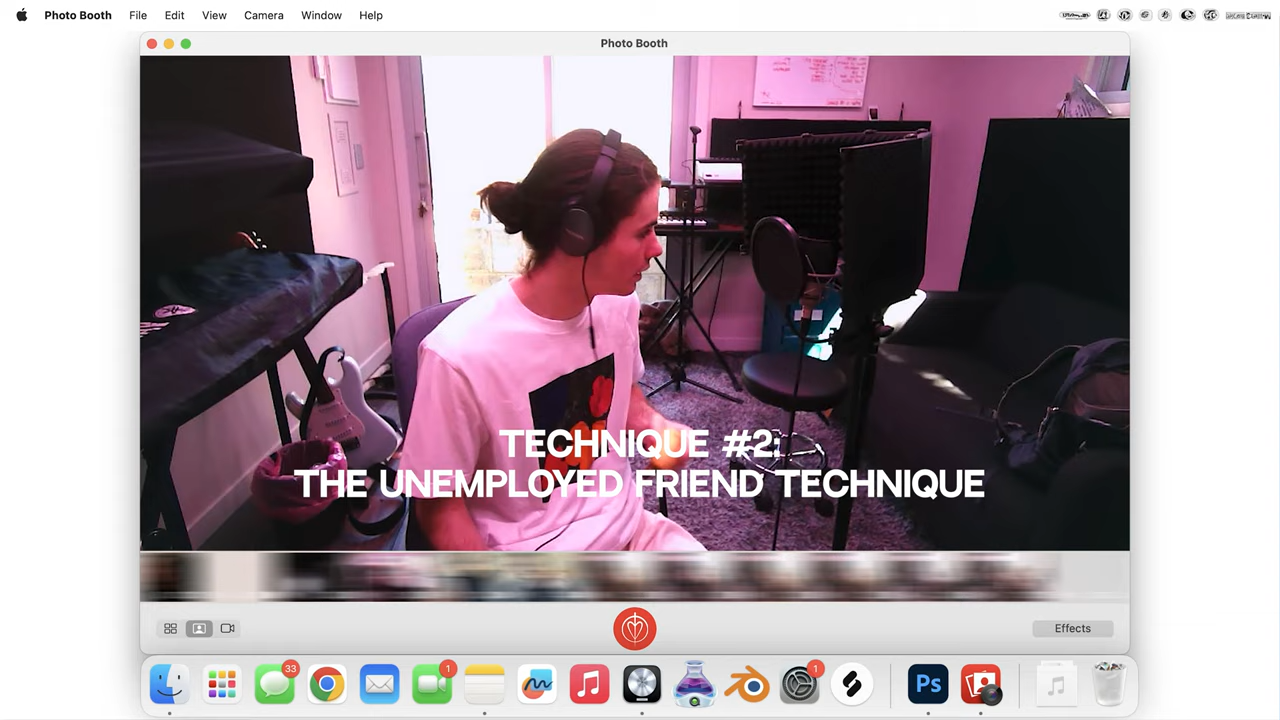 Photo Booth File Edit View Camera Window Help
Photo Booth
TECHNIQUE #2:
THE UNEMPLOYED FRIEND TECHNIQUE
Effects
33
1
1
Ps